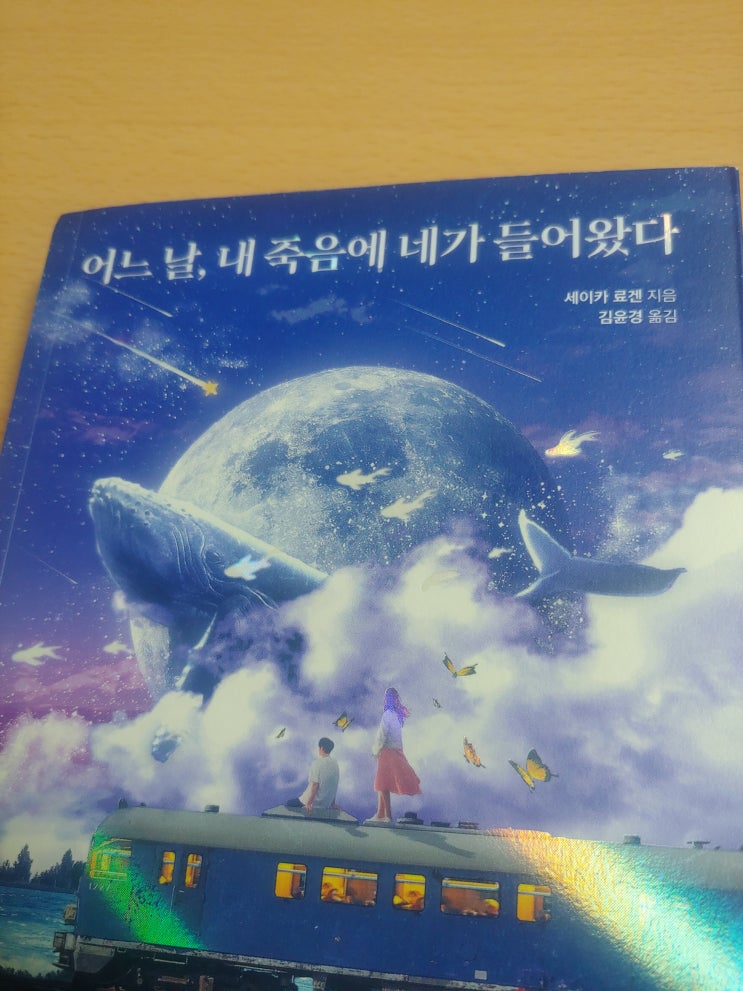 어느 날, 내 죽음에 네가 들어왔다
세이카 료겐 지음
김윤경 옮김